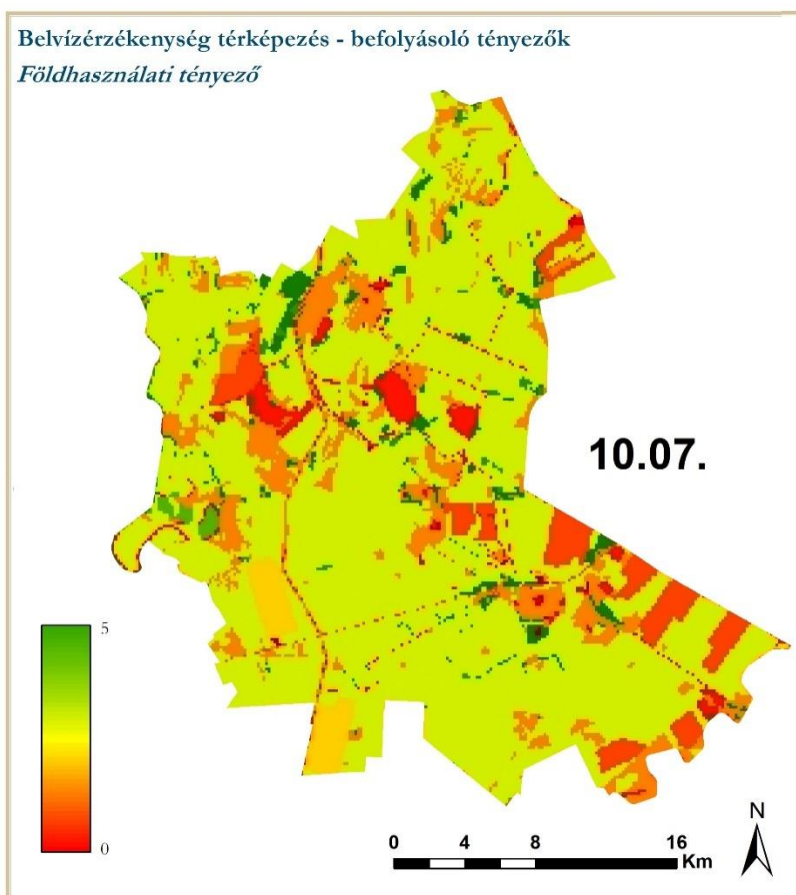 Belvízérzékenység térképezés - befolyásoló tényezők
Földhasználati tényező
10.07.
5
0
N
0 4 8 16
Km